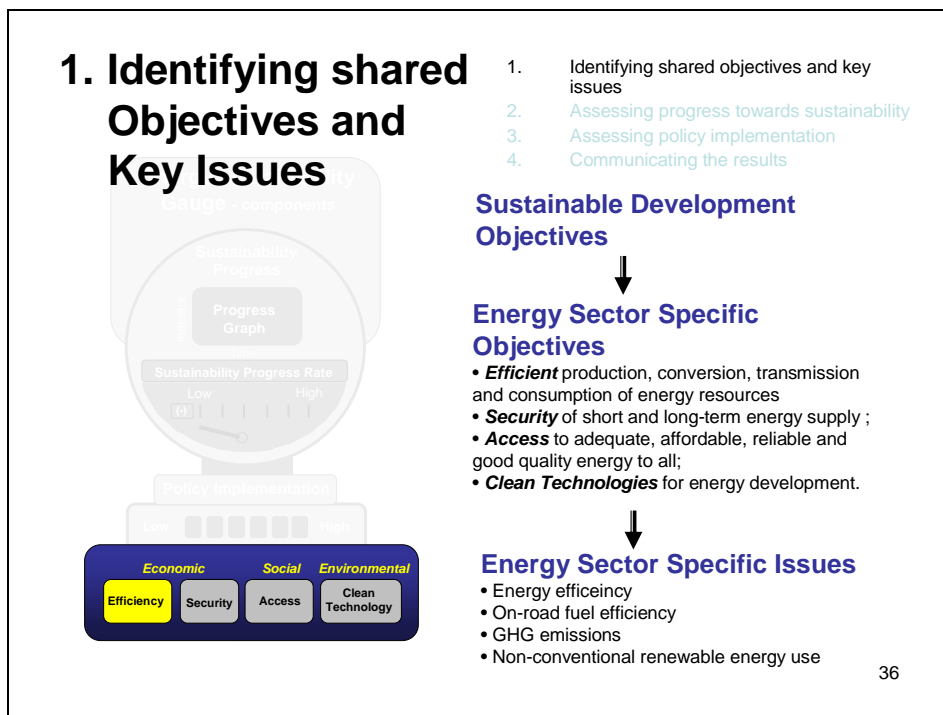 1. Identifying shared
Objectives and
Key Issues
1. Identifying shared objectives and key
issues
2. Assessing progress towards sustainability
3. Assessing policy implementation
4. Communicating the results
Gauge - components
Sustainability
Progress
Progress
Graph
Time
Sustainability Progress Rate
Low High
(-)
Policy Implementation
Low High
Economic Social Environmental
Efficiency Security Access Clean
Technology
Sustainable Development
Objectives
Energy Sector Specific
Objectives
• Efficient production, conversion, transmission
and consumption of energy resources
• Security of short and long-term energy supply ;
• Access to adequate, affordable, reliable and
good quality energy to all;
• Clean Technologies for energy development.
Energy Sector Specific Issues
• Energy efficeincy
• On-road fuel efficiency
• GHG emissions
• Non-conventional renewable energy use
36